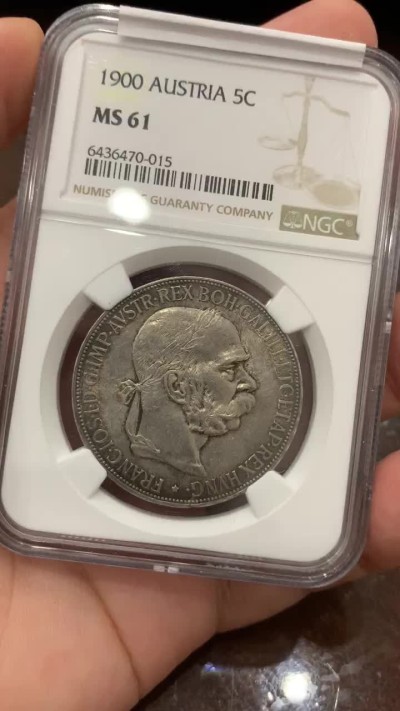 1900 AUSTRIA 5C
MS 61
6436470-015
NUMISMATIC GUARANTY COMPANY
NGC
FRANC·IOS·I·D·G·IMP·AVSTR·REX BOH·GAL·ILL·ETC·ET AP·REX HVNG